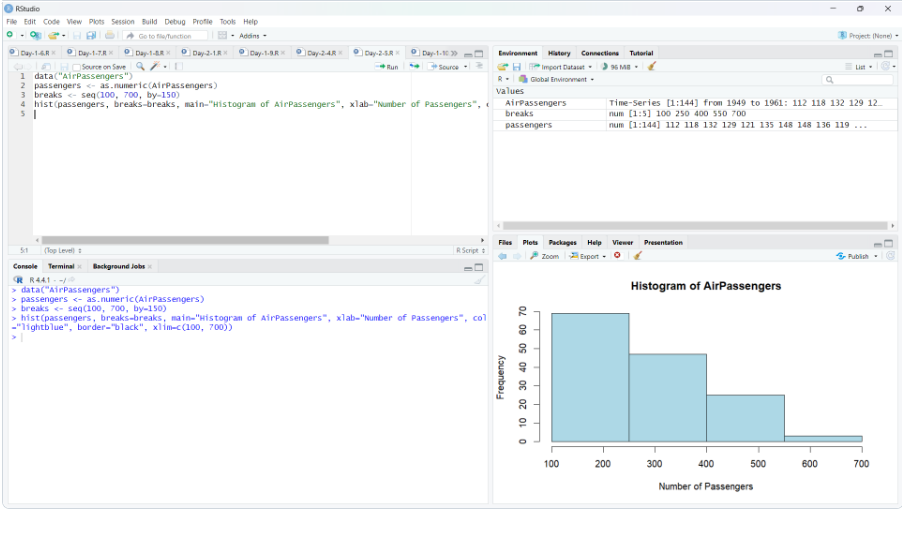 RStudio
File Edit Code View Plots Session Build Debug Profile Tools Help
Go to file/function Addins Project: (None)
Day-1-6.R Day-1-7.R Day-1-8.R Day-2-1.R Day-1-9.R Day-2-4.R Day-2-5.R Day-1-10
Source on Save Run Source
1 data("AirPassengers")
2 passengers <- as.numeric(AirPassengers)
3 breaks <- seq(100, 700, by=150)
4 hist(passengers, breaks=breaks, main="Histogram of AirPassengers", xlab="Number of Passengers", c
5
5:1 (Top Level) R Script
Console Terminal Background Jobs
R 4.4.1 · ~/
> data("AirPassengers")
> passengers <- as.numeric(AirPassengers)
> breaks <- seq(100, 700, by=150)
> hist(passengers, breaks=breaks, main="Histogram of AirPassengers", xlab="Number of Passengers", col
="lightblue", border="black", xlim=c(100, 700))
>
Environment History Connections Tutorial
Import Dataset 96 MiB List
R Global Environment
Values
AirPassengers Time-Series [1:144] from 1949 to 1961: 112 118 132 129 12…
breaks num [1:5] 100 250 400 550 700
passengers num [1:144] 112 118 132 129 121 135 148 148 136 119 ...
Files Plots Packages Help Viewer Presentation
Zoom Export Publish
Histogram of AirPassengers
Frequency
70
60
50
40
30
20
10
0
100 200 300 400 500 600 700
Number of Passengers